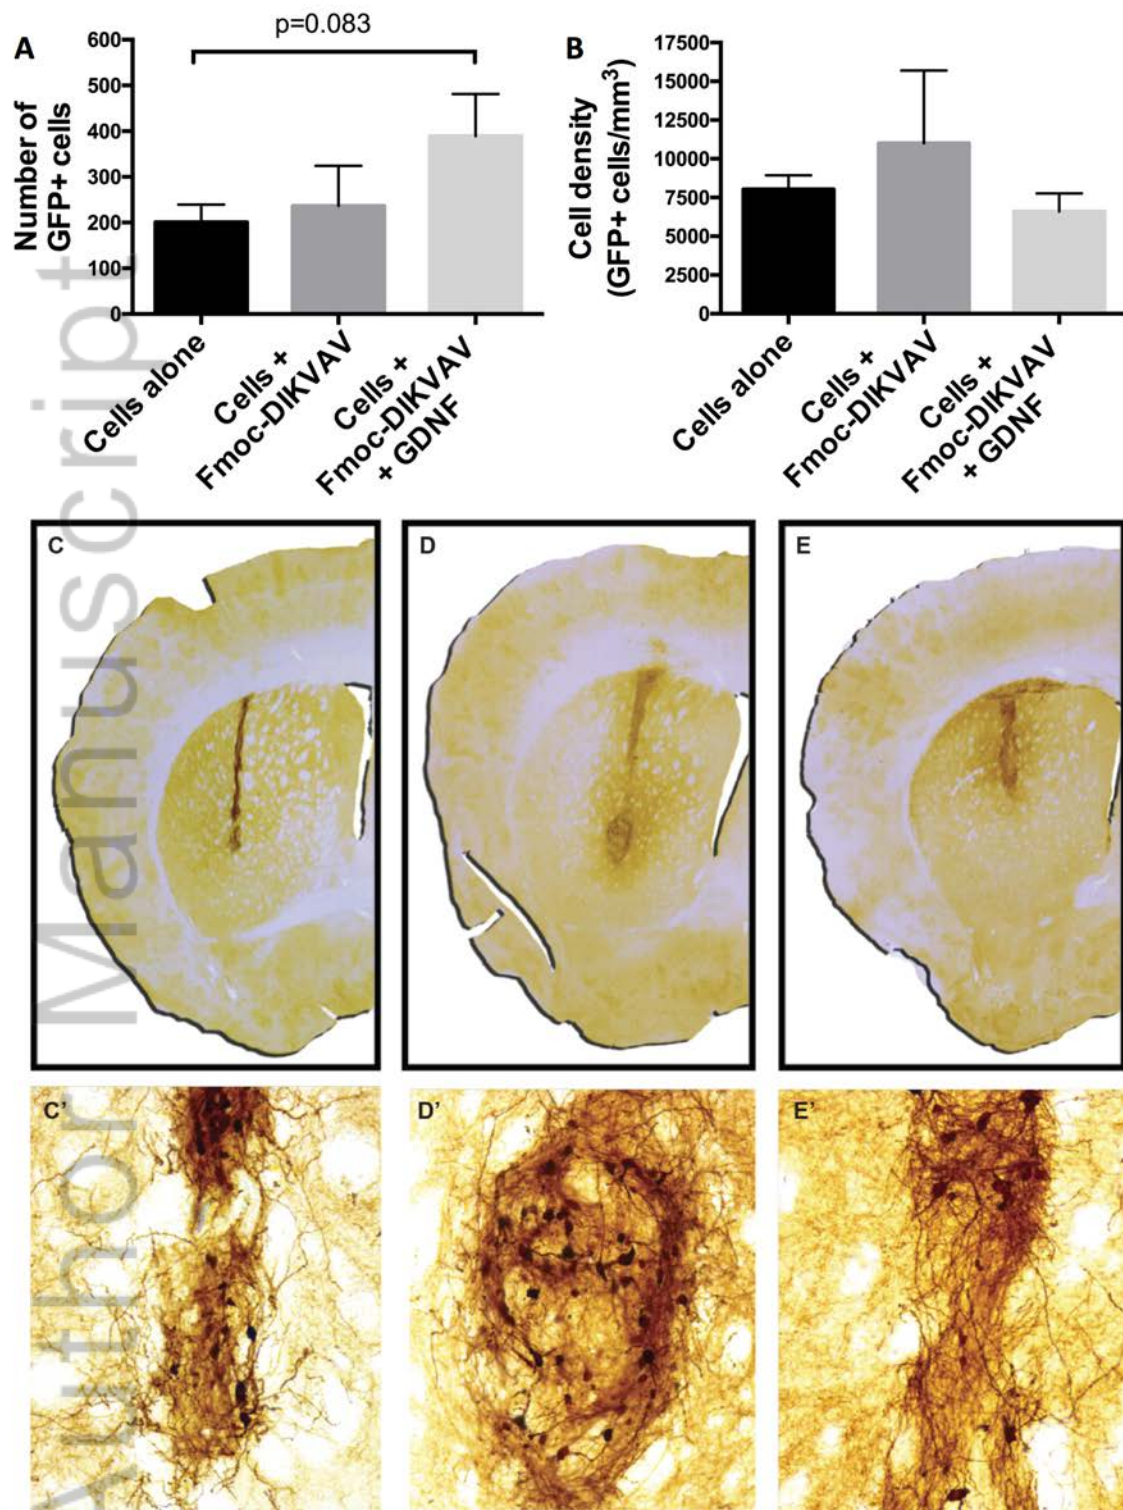 A
p=0.083
600
500
400
300
200
100
0
Number of
GFP+ cells
Cells alone
Cells +
Fmoc-DIKVAV
Cells +
Fmoc-DIKVAV
+ GDNF
B
17500
15000
12500
10000
7500
5000
2500
0
Cell density
(GFP+ cells/mm³)
Cells alone
Cells +
Fmoc-DIKVAV
Cells +
Fmoc-DIKVAV
+ GDNF
C
D
E
C'
D'
E'
Author Manuscript